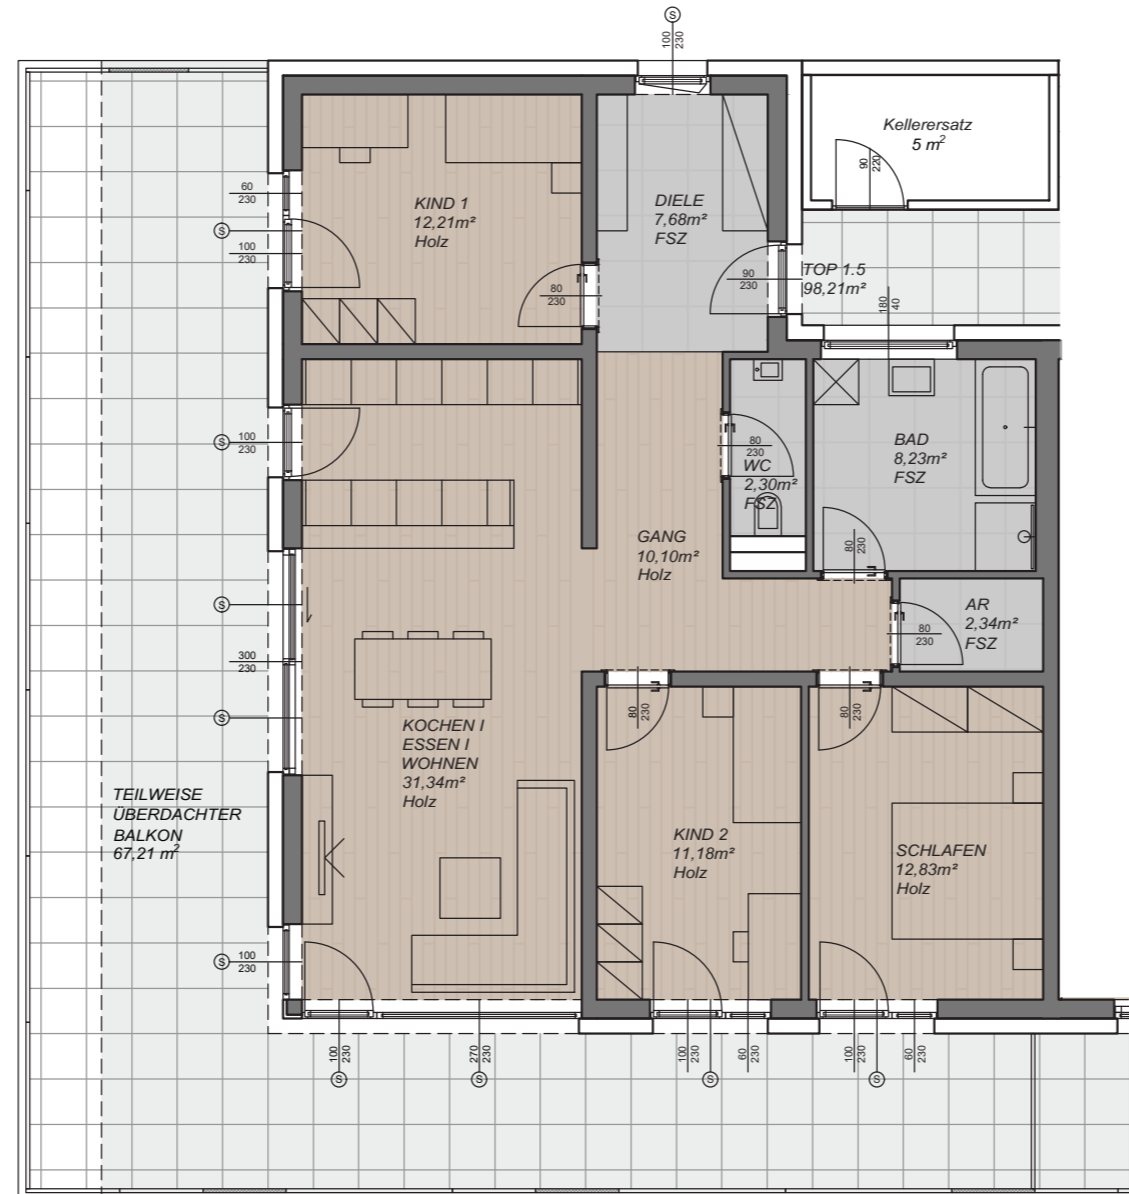 S
100
230
Kellerersatz
5 m²
90
220
60
230
S
100
230
KIND 1
12,21m²
Holz
DIELE
7,68m²
FSZ
80
230
90
230
TOP 1.5
98,21m²
180
40
S
100
230
80
230
WC
2,30m²
FSZ
BAD
8,23m²
FSZ
GANG
10,10m²
Holz
80
230
S
300
230
S
AR
2,34m²
FSZ
80
230
80
230
80
230
KOCHEN I
ESSEN I
WOHNEN
31,34m²
Holz
TEILWEISE
ÜBERDACHTER
BALKON
67,21 m²
KIND 2
11,18m²
Holz
SCHLAFEN
12,83m²
Holz
S
100
230
100
230
S
270
230
S
100
230
S
60
230
100
230
S
60
230